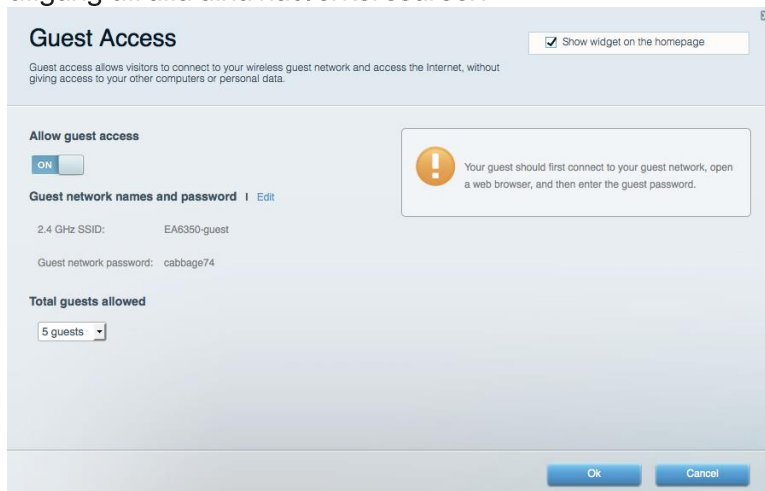 Guest Access
Show widget on the homepage
Guest access allows visitors to connect to your wireless guest network and access the Internet, without
giving access to your other computers or personal data.
Allow guest access
ON
Your guest should first connect to your guest network, open
a web browser, and then enter the guest password.
Guest network names and password | Edit
2.4 GHz SSID: EA6350-guest
Guest network password: cabbage74
Total guests allowed
5 guests
Ok Cancel